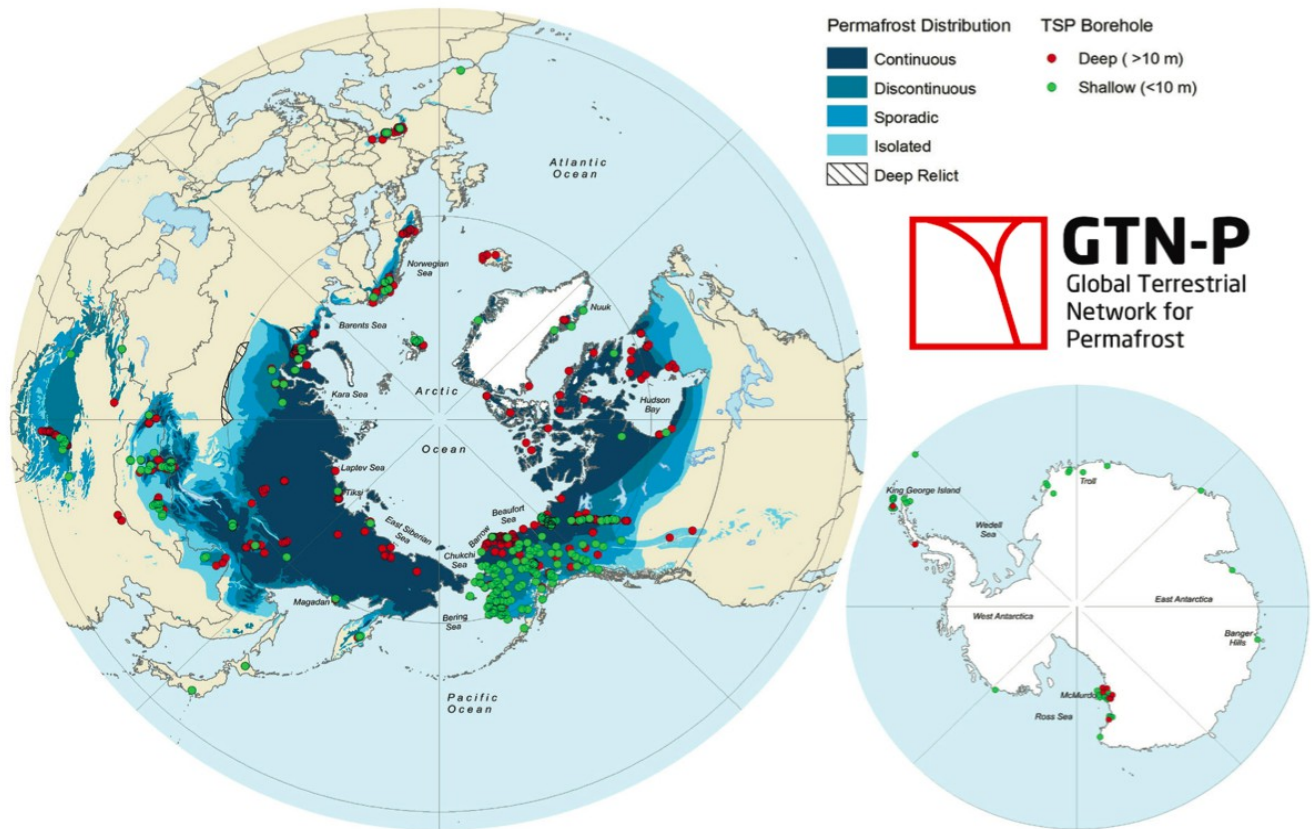 Permafrost Distribution
Continuous
Discontinuous
Sporadic
Isolated
Deep Relict
TSP Borehole
Deep ( >10 m)
Shallow (<10 m)
GTN-P
Global Terrestrial
Network for
Permafrost
Atlantic
Ocean
Norwegian
Sea
Nuuk
Barents Sea
Kara Sea
Arctic
Ocean
Hudson
Bay
Laptev Sea
Tiksi
East Siberian
Sea
Beaufort
Sea
Barrow
Chukchi
Sea
Magadan
Bering
Sea
Pacific
Ocean
King George Island
Troll
Wedell
Sea
West Antarctica
East Antarctica
Banger
Hills
McMurdo
Ross Sea